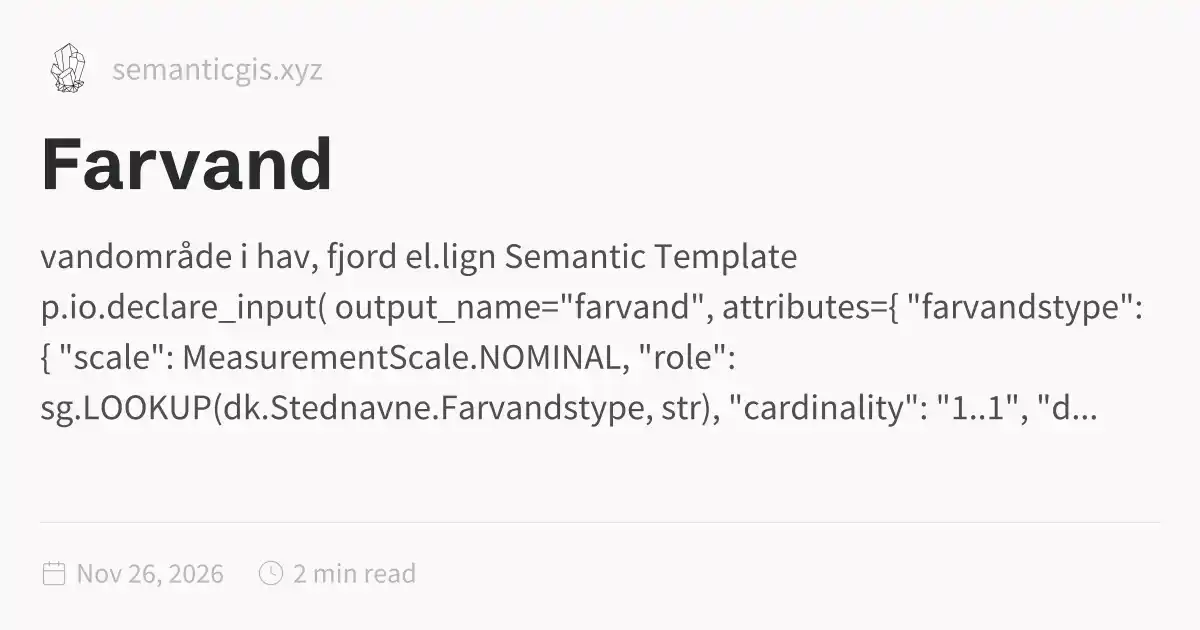 semanticgis.xyz
Farvand
vandområde i hav, fjord el.lign Semantic Template
p.io.declare_input( output_name="farvand", attributes={ "farvandstype":
{ "scale": MeasurementScale.NOMINAL, "role":
sg.LOOKUP(dk.Stednavne.Farvandstype, str), "cardinality": "1..1", "d...
Nov 26, 2026 2 min read